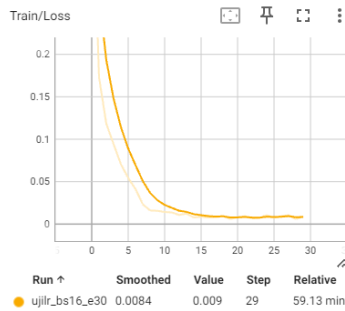 Train/Loss
0.2
0.15
0.1
0.05
0
0 5 10 15 20 25 30
Run ↑ Smoothed Value Step Relative
ujilr_bs16_e30 0.0084 0.009 29 59.13 min